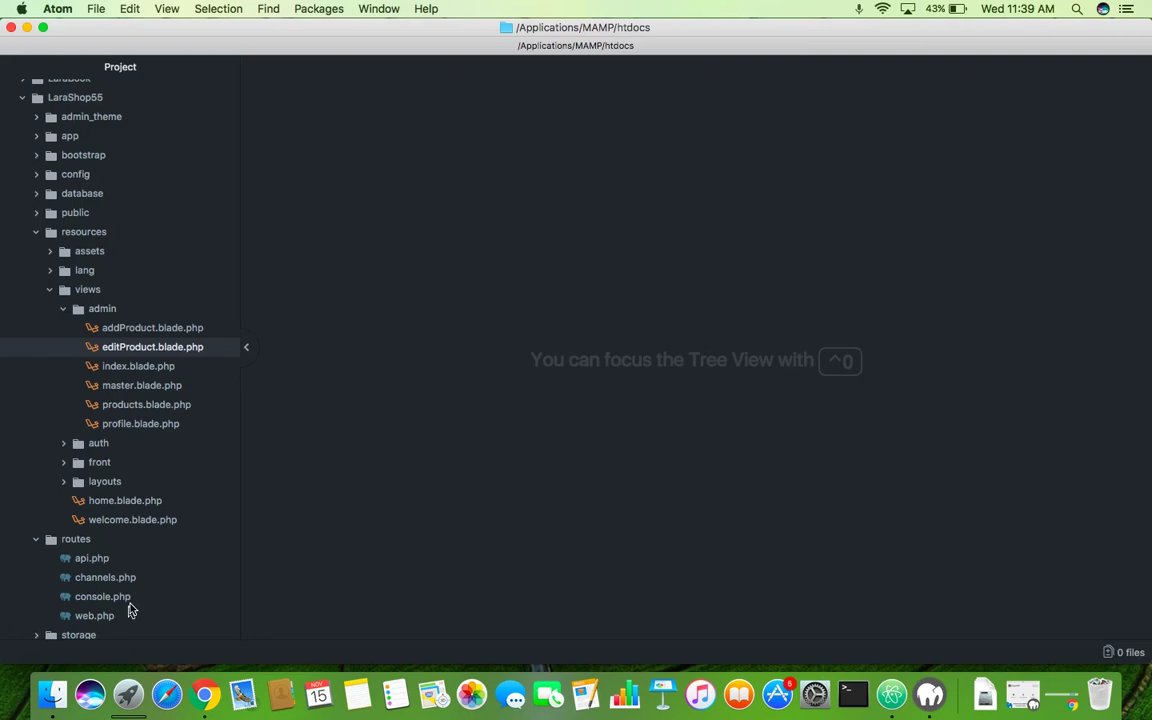 Atom File Edit View Selection Find Packages Window Help 43% Wed 11:39 AM
/Applications/MAMP/htdocs
/Applications/MAMP/htdocs
Project
LaraBook
LaraShop55
admin_theme
app
bootstrap
config
database
public
resources
assets
lang
views
admin
addProduct.blade.php
editProduct.blade.php
index.blade.php
master.blade.php
products.blade.php
profile.blade.php
auth
front
layouts
home.blade.php
welcome.blade.php
routes
api.php
channels.php
console.php
web.php
storage
You can focus the Tree View with ^0
0 files
NOV
15